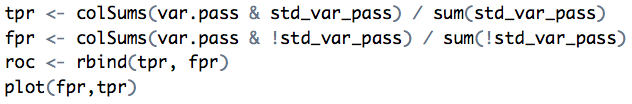 tpr <- colSums(var.pass & std_var_pass) / sum(std_var_pass)
fpr <- colSums(var.pass & !std_var_pass) / sum(!std_var_pass)
roc <- rbind(tpr, fpr)
plot(fpr,tpr)